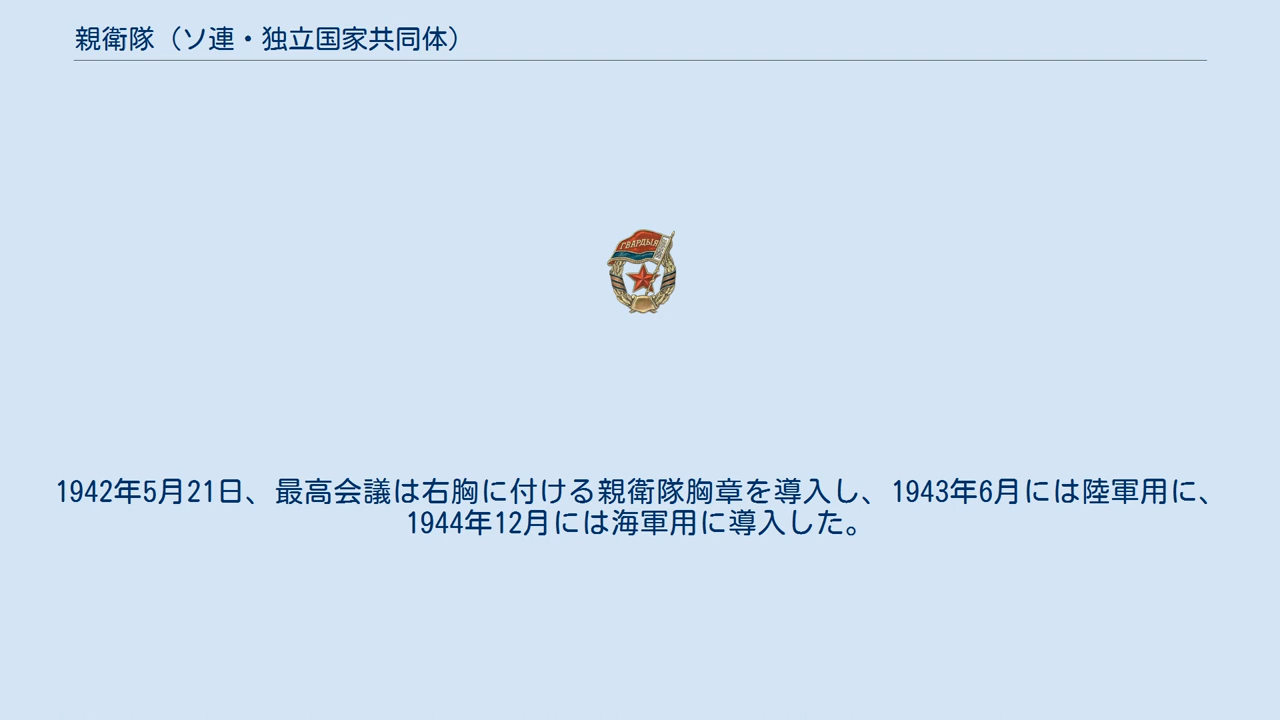 親衛隊（ソ連・独立国家共同体）
ГВАРДЫЯ
1942年5月21日、最高会議は右胸に付ける親衛隊胸章を導入し、1943年6月には陸軍用に、
1944年12月には海軍用に導入した。